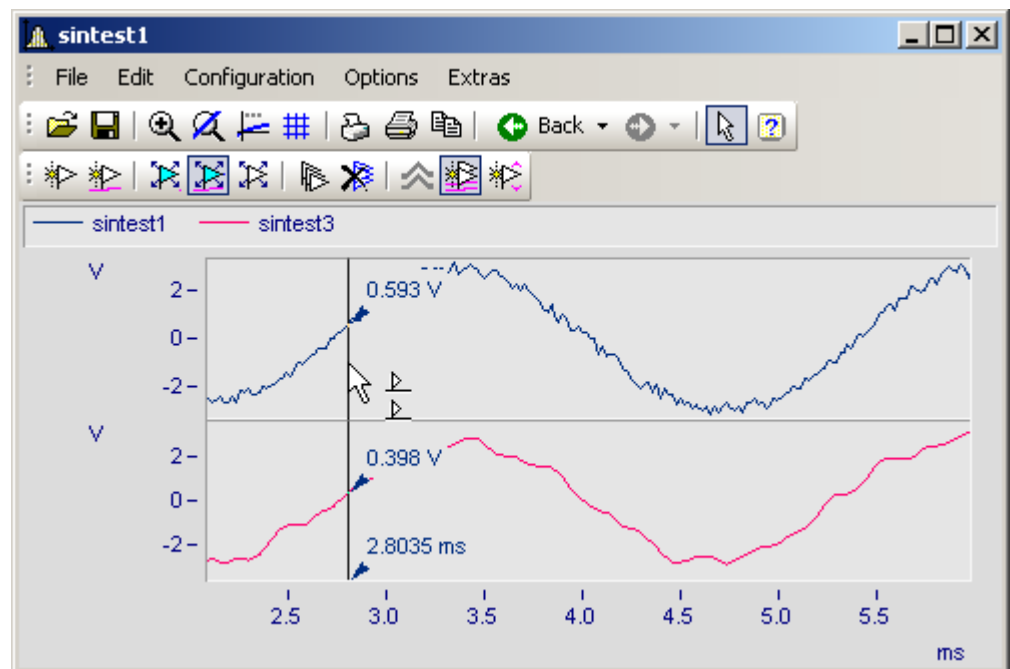 sintest1
File Edit Configuration Options Extras
Back
sintest1 sintest3
V
2
0.593 V
0
-2
V
2
0.398 V
0
-2
2.8035 ms
2.5 3.0 3.5 4.0 4.5 5.0 5.5
ms